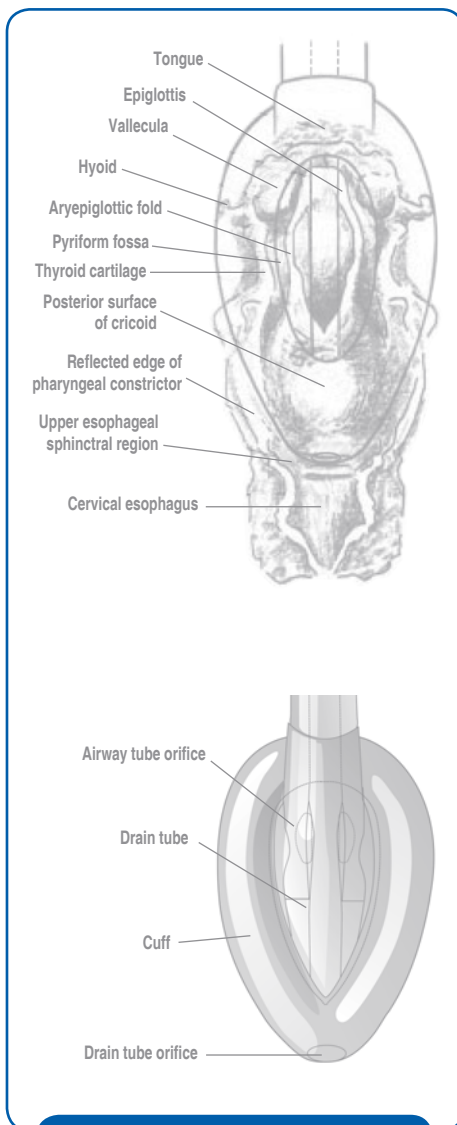 Tongue
Epiglottis
Vallecula
Hyoid
Aryepiglottic fold
Pyriform fossa
Thyroid cartilage
Posterior surface
of cricoid
Reflected edge of
pharyngeal constrictor
Upper esophageal
sphinctral region
Cervical esophagus
Airway tube orifice
Drain tube
Cuff
Drain tube orifice